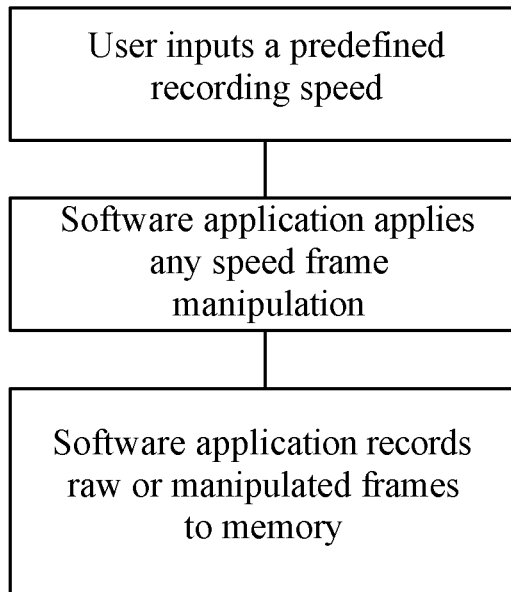 User inputs a predefined
recording speed
Software application applies
any speed frame
manipulation
Software application records
raw or manipulated frames
to memory